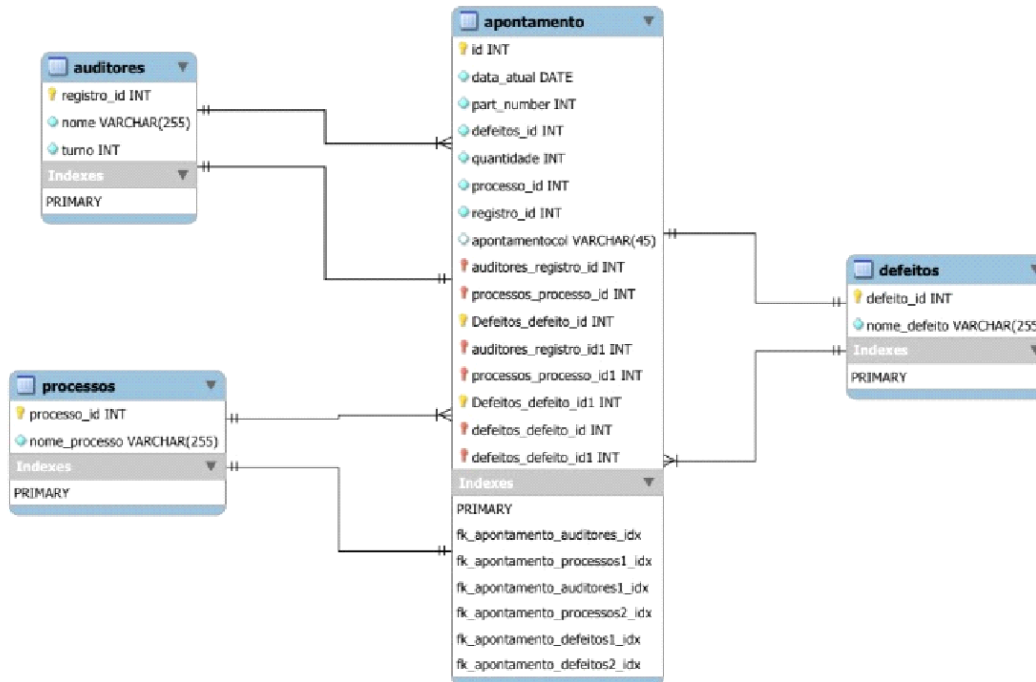 auditores
registro_id INT
nome VARCHAR(255)
turno INT
Indexes
PRIMARY
processos
processo_id INT
nome_processo VARCHAR(255)
Indexes
PRIMARY
apontamento
id INT
data_atual DATE
part_number INT
defeitos_id INT
quantidade INT
processo_id INT
registro_id INT
apontamentocol VARCHAR(45)
auditores_registro_id INT
processos_processo_id INT
Defeitos_defeito_id INT
auditores_registro_id1 INT
processos_processo_id1 INT
Defeitos_defeito_id1 INT
defeitos_defeito_id INT
defeitos_defeito_id1 INT
Indexes
PRIMARY
fk_apontamento_auditores_idx
fk_apontamento_processos1_idx
fk_apontamento_auditores1_idx
fk_apontamento_processos2_idx
fk_apontamento_defeitos1_idx
fk_apontamento_defeitos2_idx
defeitos
defeito_id INT
nome_defeito VARCHAR(255
Indexes
PRIMARY